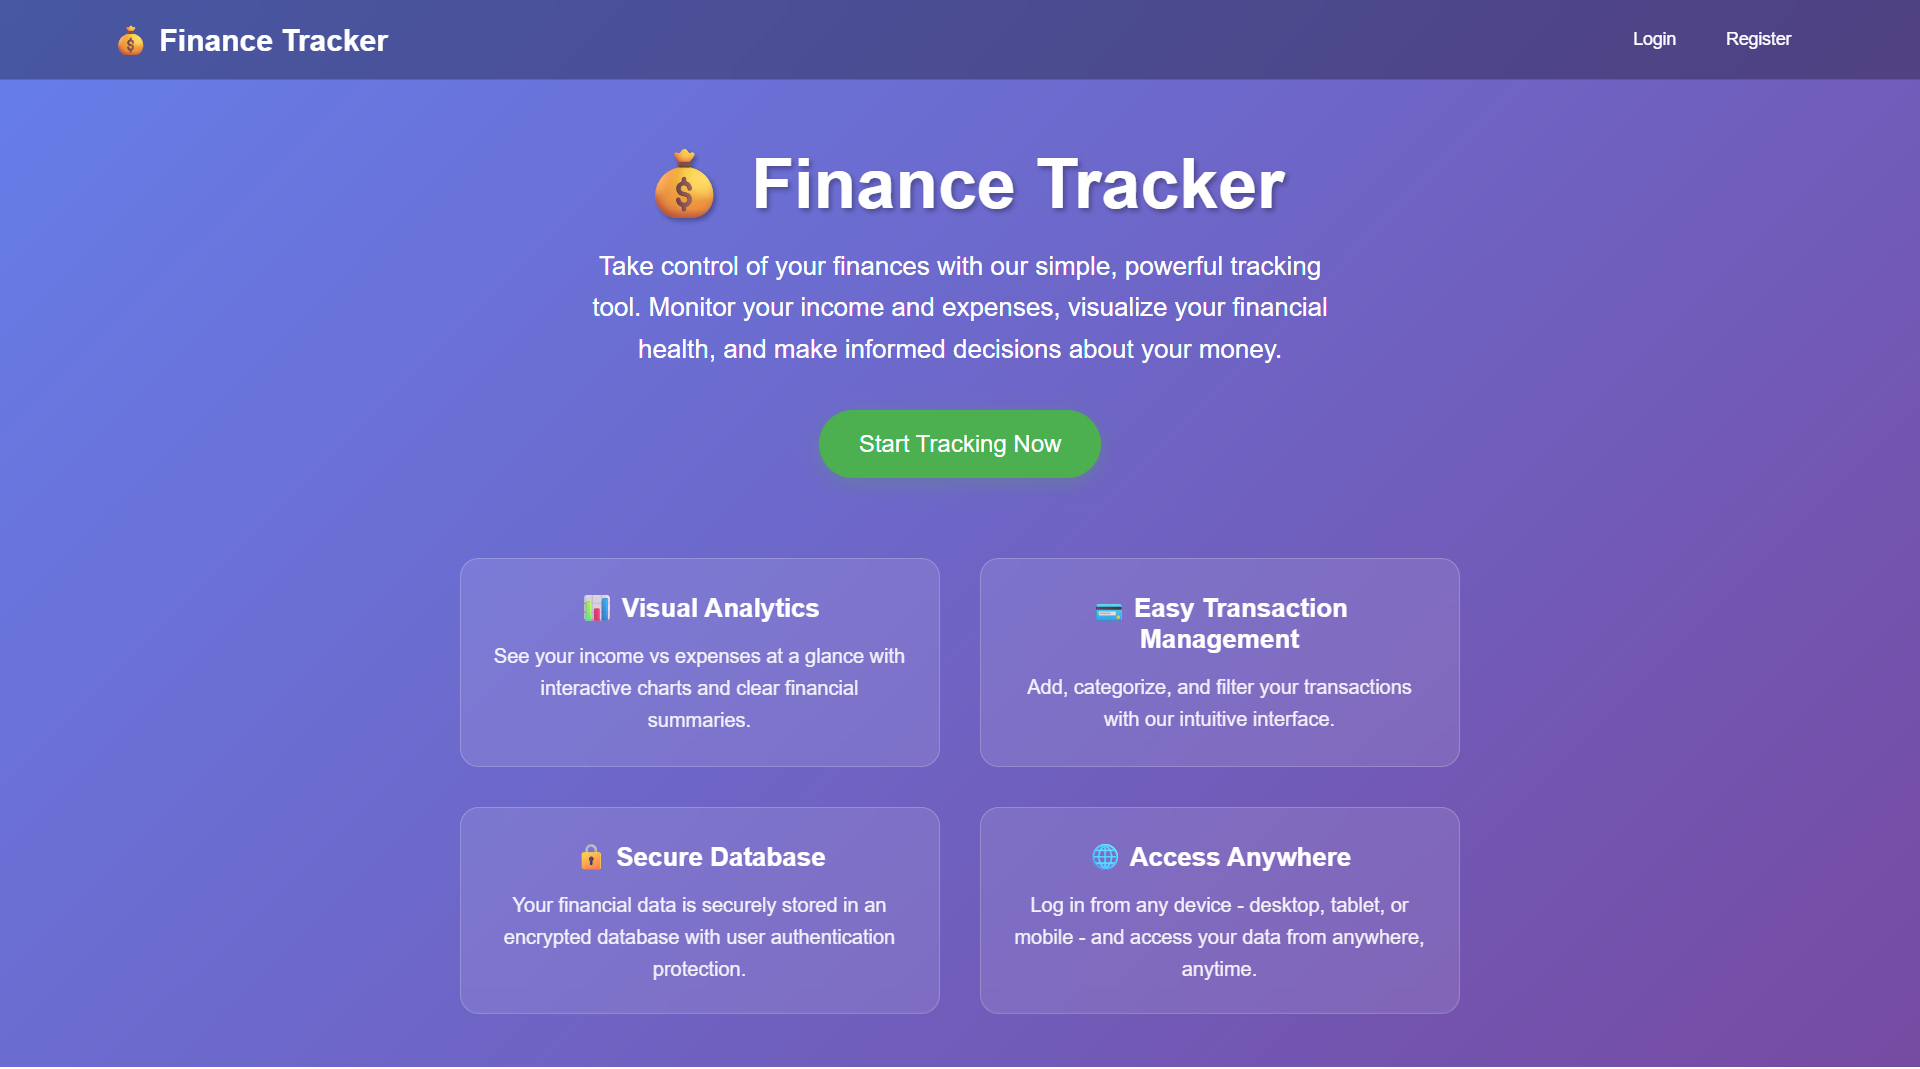 Finance Tracker
Login
Register
Finance Tracker
Take control of your finances with our simple, powerful tracking
tool. Monitor your income and expenses, visualize your financial
health, and make informed decisions about your money.
Start Tracking Now
Visual Analytics
See your income vs expenses at a glance with
interactive charts and clear financial
summaries.
Easy Transaction
Management
Add, categorize, and filter your transactions
with our intuitive interface.
Secure Database
Your financial data is securely stored in an
encrypted database with user authentication
protection.
Access Anywhere
Log in from any device - desktop, tablet, or
mobile - and access your data from anywhere,
anytime.